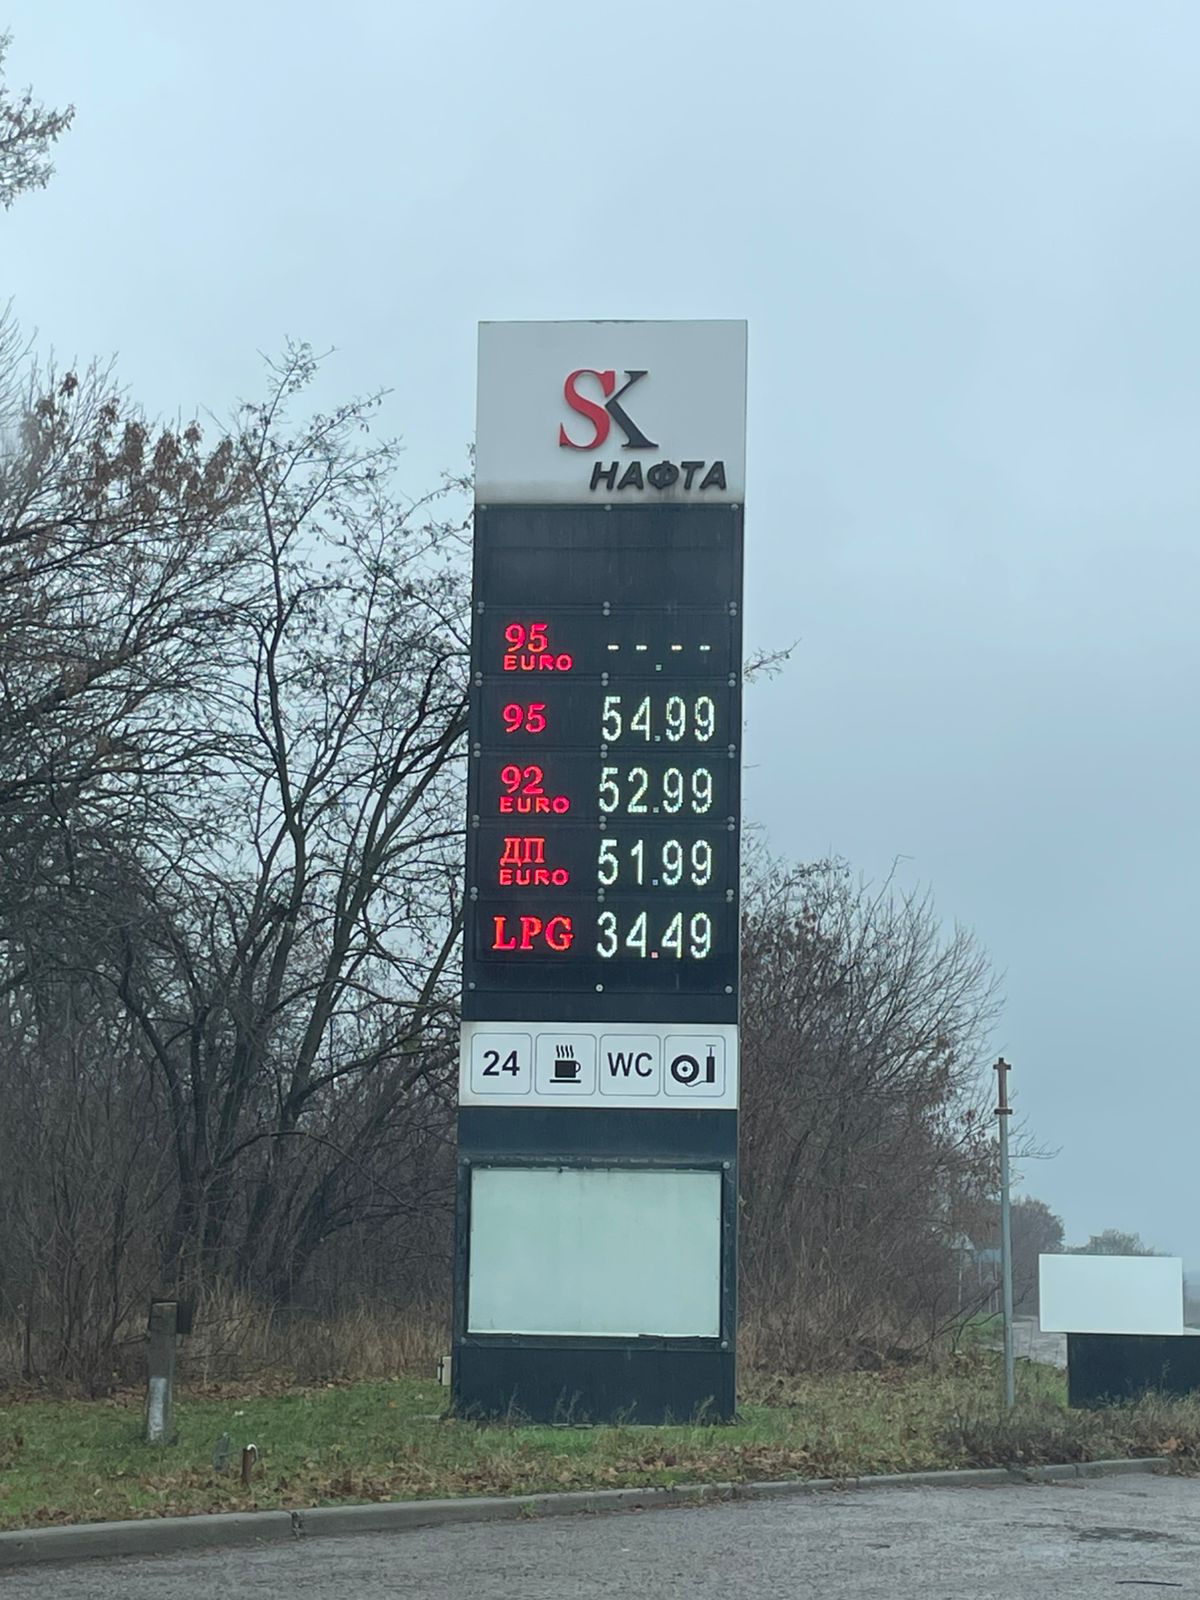 SK
НАФТА
95 EURO --.--
95 54.99
92 EURO 52.99
ДП EURO 51.99
LPG 34.49
24 WC